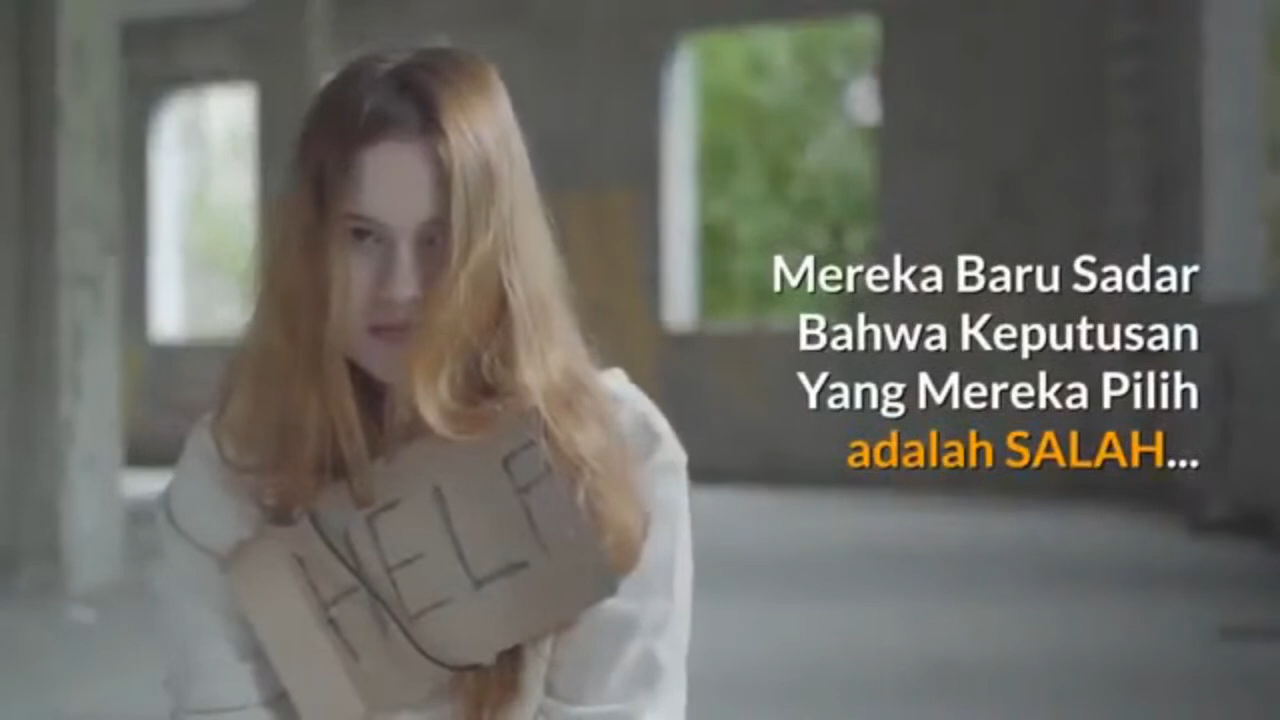 Mereka Baru Sadar
Bahwa Keputusan
Yang Mereka Pilih
adalah SALAH...
HELP